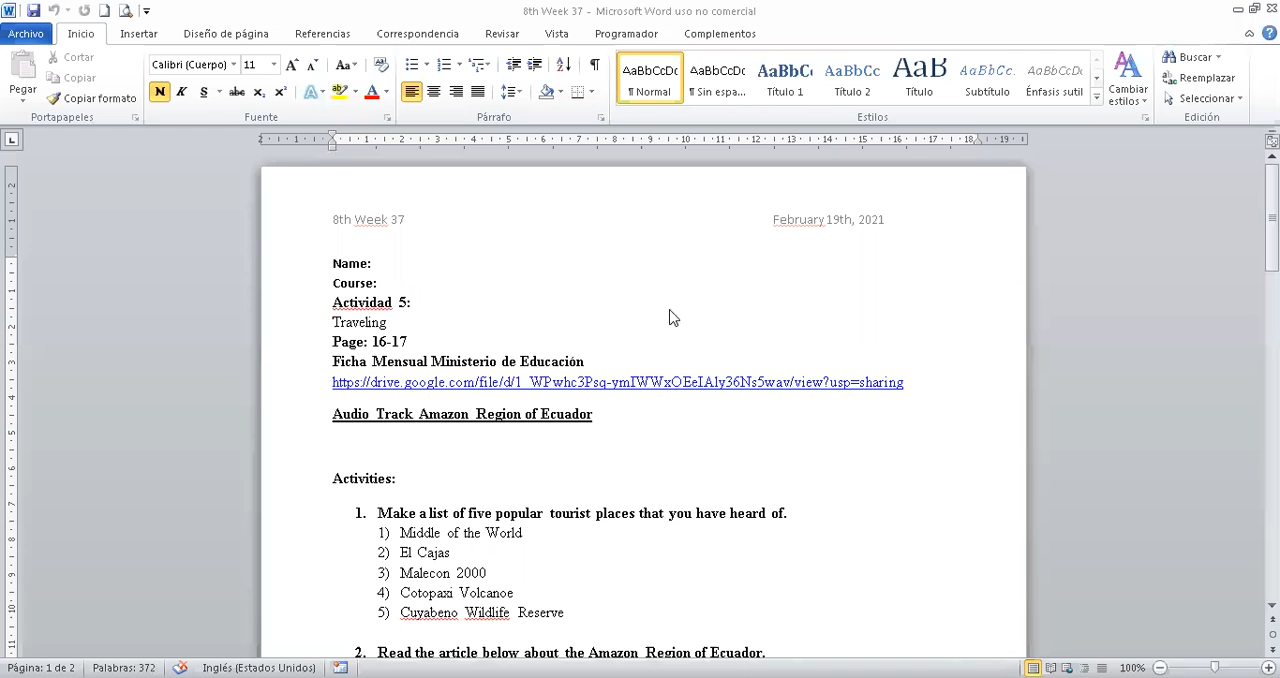 8th Week 37 - Microsoft Word uso no comercial
Archivo Inicio Insertar Diseño de página Referencias Correspondencia Revisar Vista Programador Complementos
Pegar Cortar Copiar Copiar formato
Calibri (Cuerpo) 11
AaBbCcDc AaBbCcDc AaBbC AaBbCc AaB AaBbCc. AaBbCcDc
¶ Normal ¶ Sin espa... Título 1 Título 2 Título Subtítulo Énfasis sutil
Cambiar estilos
Buscar Reemplazar Seleccionar
Portapapeles Fuente Párrafo Estilos Edición
8th Week 37 February 19th, 2021
Name:
Course:
Actividad 5:
Traveling
Page: 16-17
Ficha Mensual Ministerio de Educación
https://drive.google.com/file/d/1_WPwhc3Psq-ymIWWxOEeIAly36Ns5wav/view?usp=sharing
Audio Track Amazon Region of Ecuador
Activities:
1. Make a list of five popular tourist places that you have heard of.
1) Middle of the World
2) El Cajas
3) Malecon 2000
4) Cotopaxi Volcanoe
5) Cuyabeno Wildlife Reserve
2. Read the article below about the Amazon Region of Ecuador.
Página: 1 de 2 Palabras: 372 Inglés (Estados Unidos) 100%